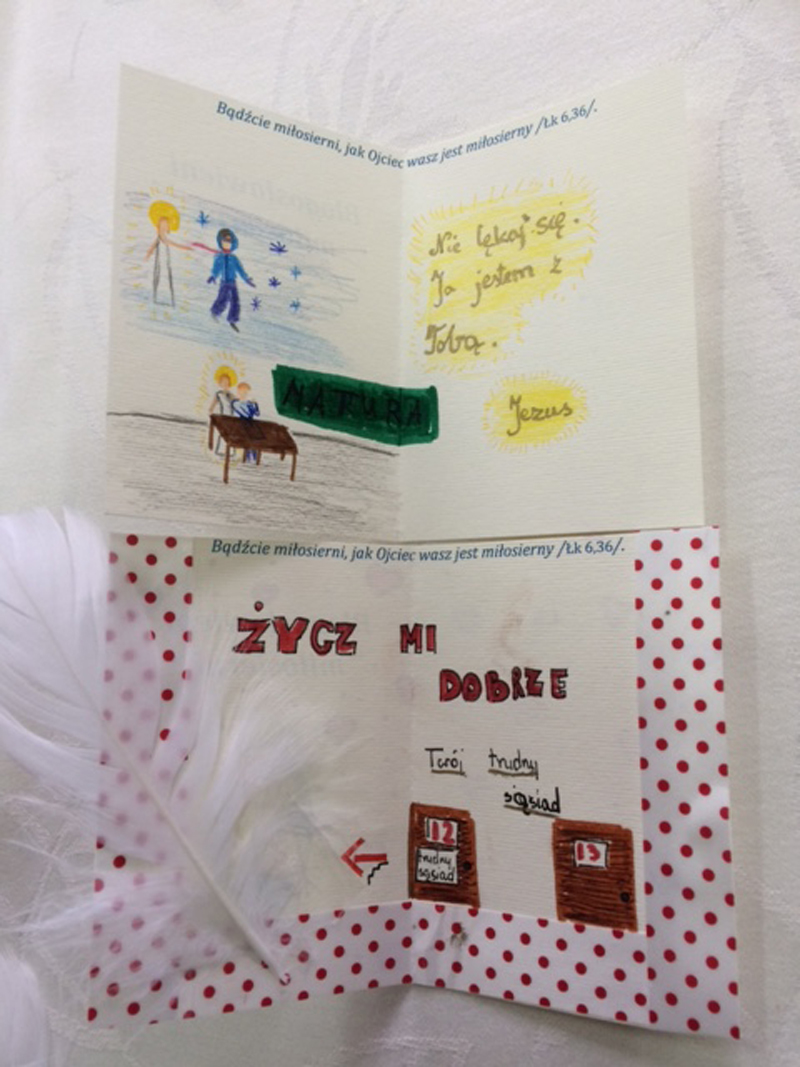 Bądźcie miłosierni, jak Ojciec wasz jest miłosierny /Łk 6,36/.
Nie lękaj się.
Ja jestem z
Tobą.
MATURA
Jezus
Bądźcie miłosierni, jak Ojciec wasz jest miłosierny /Łk 6,36/.
ŻYCZ MI
DOBRZE
Twój trudny
sąsiad
12
trudny
sąsiad
13